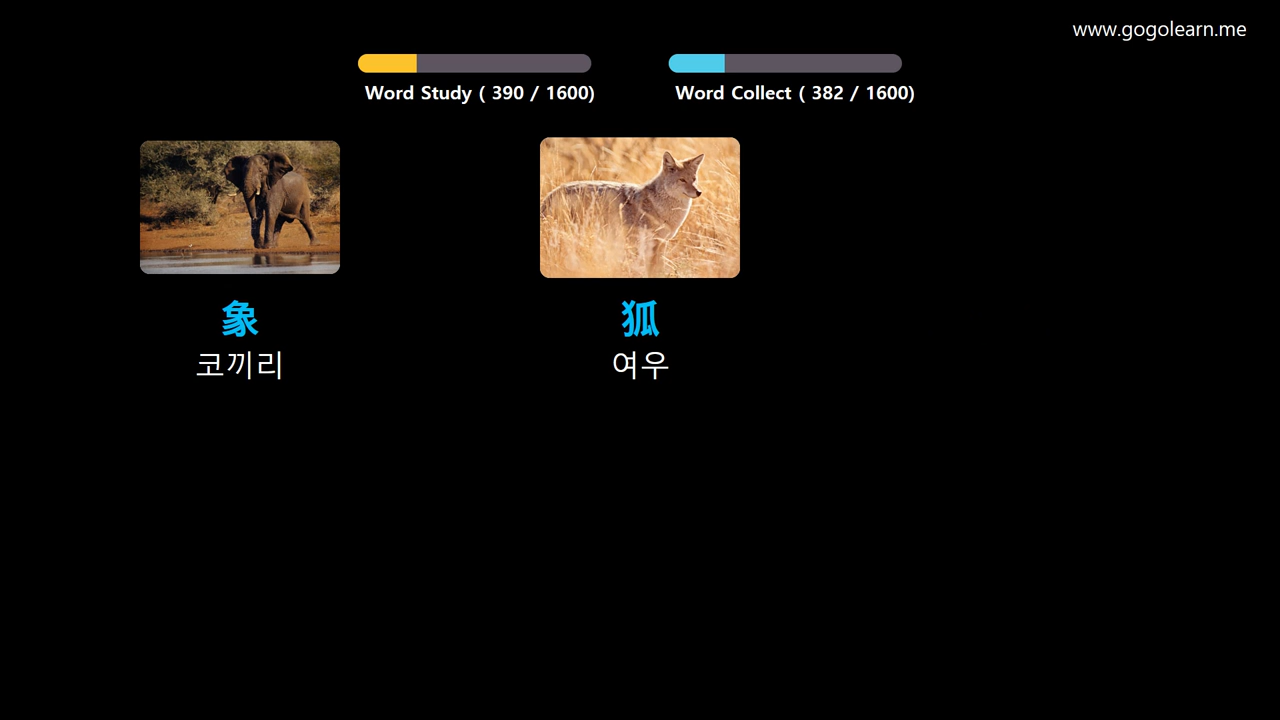 www.gogolearn.me
Word Study ( 390 / 1600)
Word Collect ( 382 / 1600)
象
코끼리
狐
여우